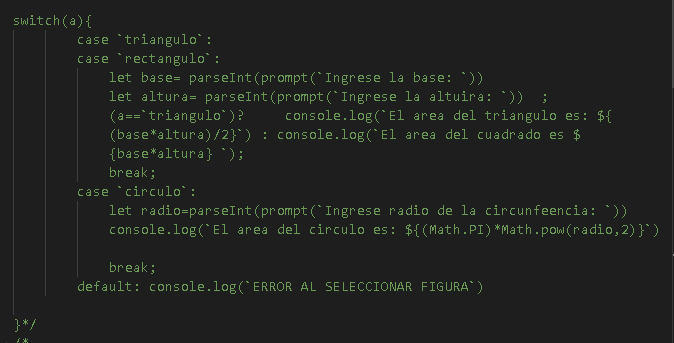 switch(a){
case `triangulo`:
case `rectangulo`:
let base= parseInt(prompt(`Ingrese la base: `))
let altura= parseInt(prompt(`Ingrese la altuira: `))  ;
(a==`triangulo`)?     console.log(`El area del triangulo es: ${
(base*altura)/2}`) : console.log(`El area del cuadrado es $
{base*altura} `);
break;
case `circulo`:
let radio=parseInt(prompt(`Ingrese radio de la circunfeencia: `))
console.log(`El area del circulo es: ${(Math.PI)*Math.pow(radio,2)}`)
break;
default: console.log(`ERROR AL SELECCIONAR FIGURA`)
}*/
/*